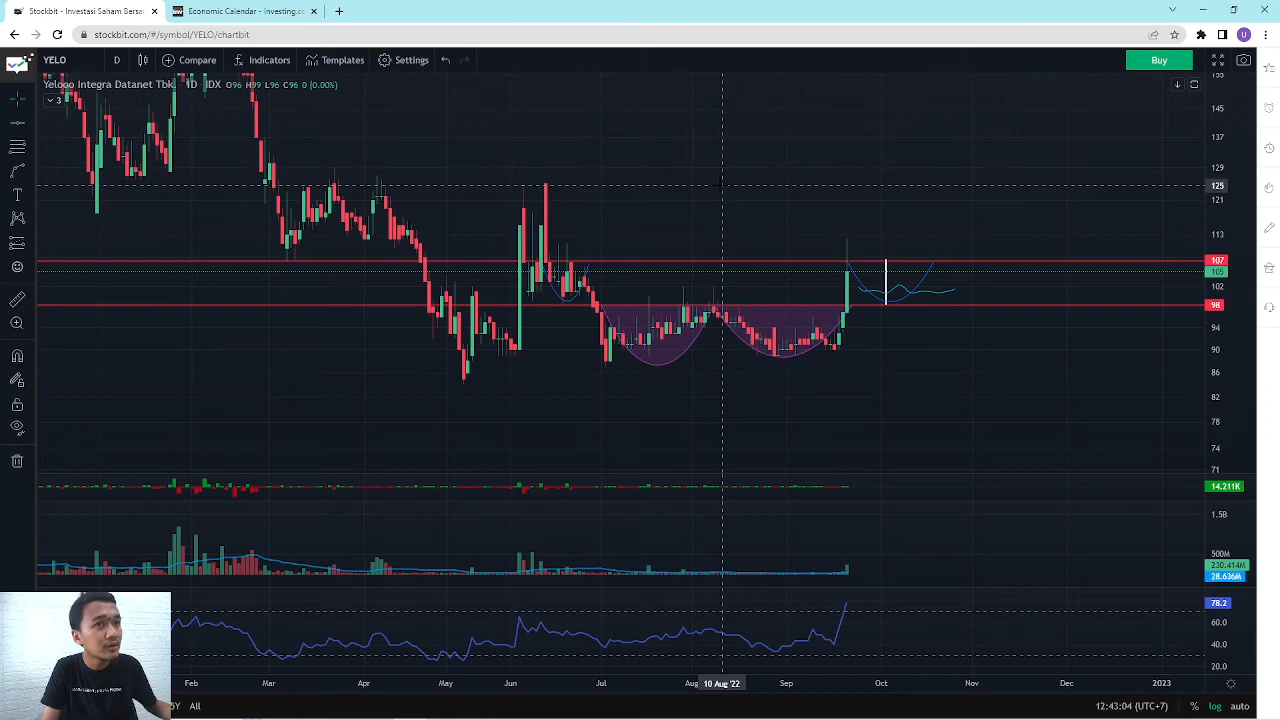 Stockbit - Investasi Saham Bersar
Economic Calendar - Investing.cc
stockbit.com/#/symbol/YELO/chartbit
U
YELO D Compare Indicators Templates Settings Buy
Yelooo Integra Datanet Tbk. 1D IDX O96 H99 L96 C96 0 (0.00%)
3
155
145
137
129
125
121
113
107
105
102
98
94
90
86
82
78
74
71
14.211K
1.5B
500M
230.414M
28.636M
78.2
60.0
40.0
20.0
Feb Mar Apr May Jun Jul Aug 10 Aug '22 Sep Oct Nov Dec 2023
5Y All 12:43:04 (UTC+7) % log auto